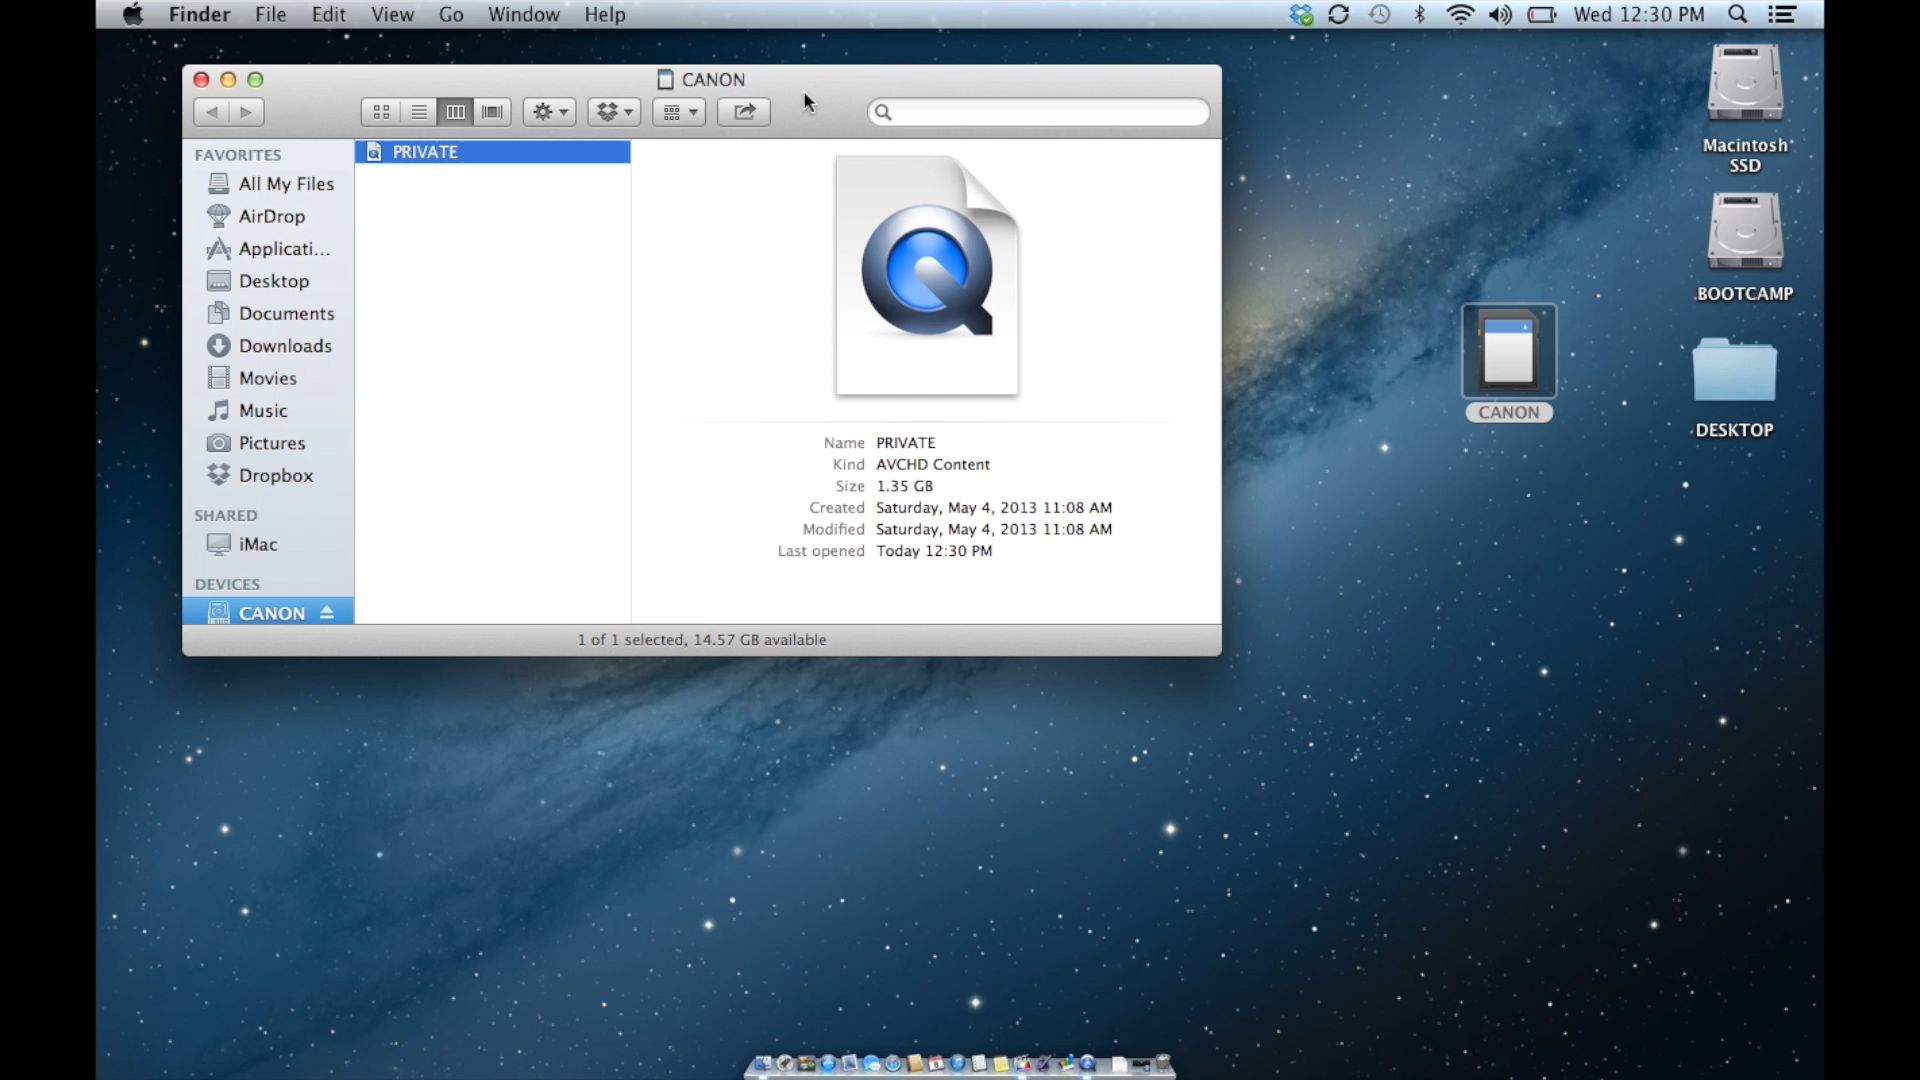 Finder File Edit View Go Window Help Wed 12:30 PM
CANON
FAVORITES
All My Files
AirDrop
Applicati...
Desktop
Documents
Downloads
Movies
Music
Pictures
Dropbox
SHARED
iMac
DEVICES
CANON
PRIVATE
Name PRIVATE
Kind AVCHD Content
Size 1.35 GB
Created Saturday, May 4, 2013 11:08 AM
Modified Saturday, May 4, 2013 11:08 AM
Last opened Today 12:30 PM
1 of 1 selected, 14.57 GB available
Macintosh
SSD
BOOTCAMP
CANON
DESKTOP